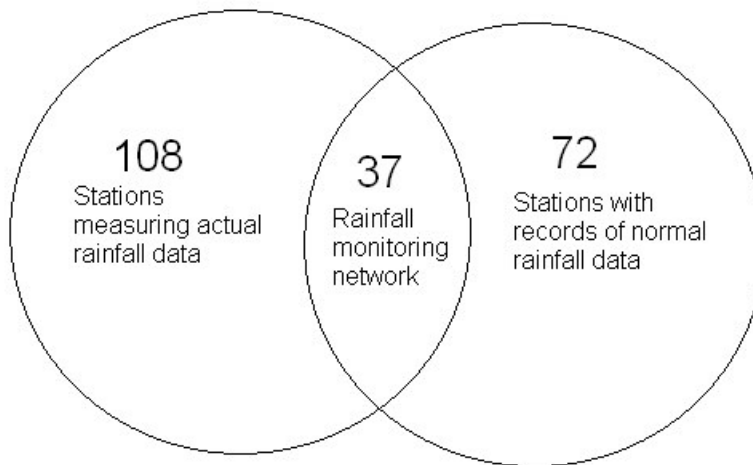 108
Stations
measuring actual
rainfall data
37
Rainfall
monitoring
network
72
Stations with
records of normal
rainfall data